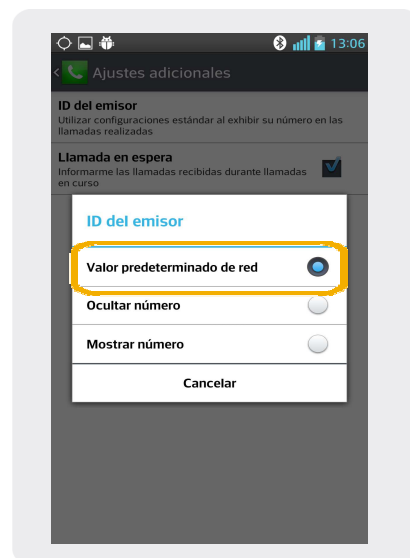 13:06
Ajustes adicionales
ID del emisor
Utilizar configuraciones estándar al exhibir su número en las
llamadas realizadas
Llamada en espera
Informarme las llamadas recibidas durante llamadas
en curso
ID del emisor
Valor predeterminado de red
Ocultar número
Mostrar número
Cancelar